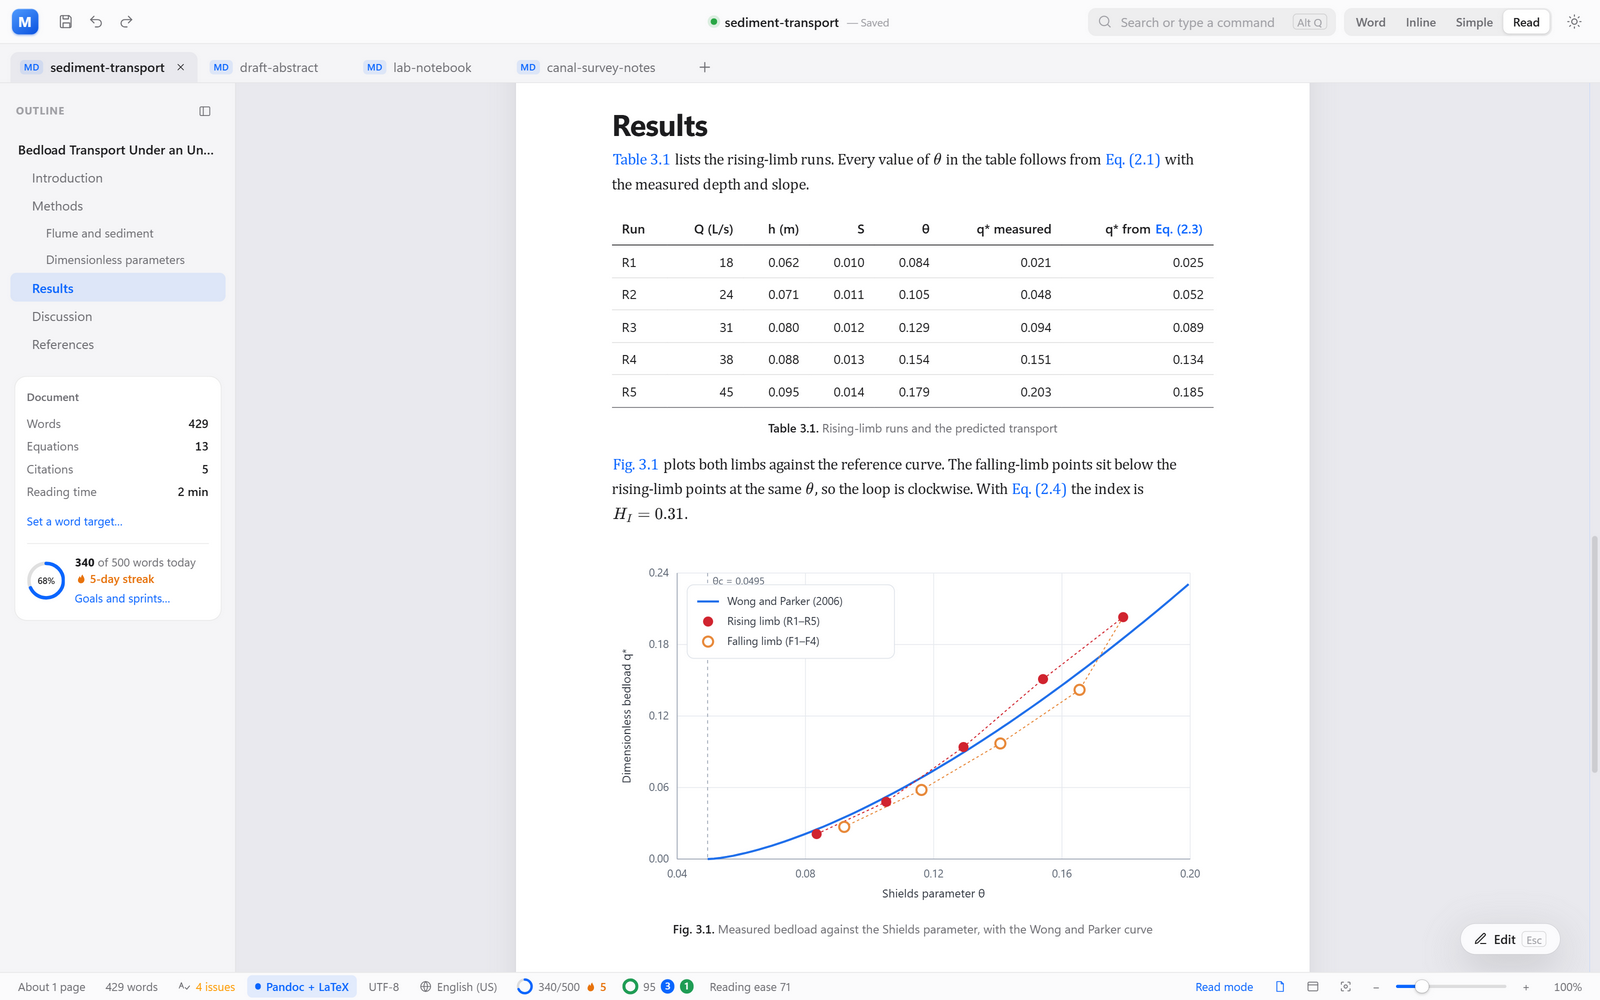 M
sediment-transport — Saved
Search or type a command Alt Q
Word Inline Simple Read
MD sediment-transport ×
MD draft-abstract
MD lab-notebook
MD canal-survey-notes
+
OUTLINE
Bedload Transport Under an Un...
Introduction
Methods
Flume and sediment
Dimensionless parameters
Results
Discussion
References
Document
Words 429
Equations 13
Citations 5
Reading time 2 min
Set a word target...
68%
340 of 500 words today
5-day streak
Goals and sprints...
Results
Table 3.1 lists the rising-limb runs. Every value of θ in the table follows from Eq. (2.1) with
the measured depth and slope.
Run Q (L/s) h (m) S θ q* measured q* from Eq. (2.3)
R1 18 0.062 0.010 0.084 0.021 0.025
R2 24 0.071 0.011 0.105 0.048 0.052
R3 31 0.080 0.012 0.129 0.094 0.089
R4 38 0.088 0.013 0.154 0.151 0.134
R5 45 0.095 0.014 0.179 0.203 0.185
Table 3.1. Rising-limb runs and the predicted transport
Fig. 3.1 plots both limbs against the reference curve. The falling-limb points sit below the
rising-limb points at the same θ, so the loop is clockwise. With Eq. (2.4) the index is
H_I = 0.31.
θc = 0.0495
Wong and Parker (2006)
Rising limb (R1–R5)
Falling limb (F1–F4)
Dimensionless bedload q*
0.24
0.18
0.12
0.06
0.00
0.04 0.08 0.12 0.16 0.20
Shields parameter θ
Fig. 3.1. Measured bedload against the Shields parameter, with the Wong and Parker curve
Edit Esc
About 1 page 429 words 4 issues Pandoc + LaTeX UTF-8 English (US) 340/500 5 95 3 1 Reading ease 71 Read mode − + 100%